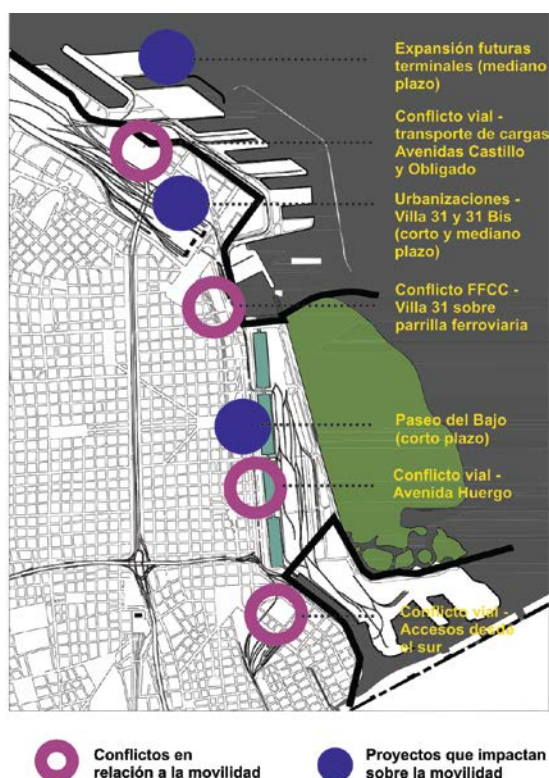 Expansión futuras
terminales (mediano
plazo)
Conflicto vial -
transporte de cargas
Avenidas Castillo
y Obligado
Urbanizaciones -
Villa 31 y 31 Bis
(corto y mediano
plazo)
Conflicto FFCC -
Villa 31 sobre
parrilla ferroviaria
Paseo del Bajo
(corto plazo)
Conflicto vial -
Avenida Huergo
Conflicto vial -
Accesos desde
el sur
Conflictos en
relación a la movilidad
Proyectos que impactan
sobre la movilidad